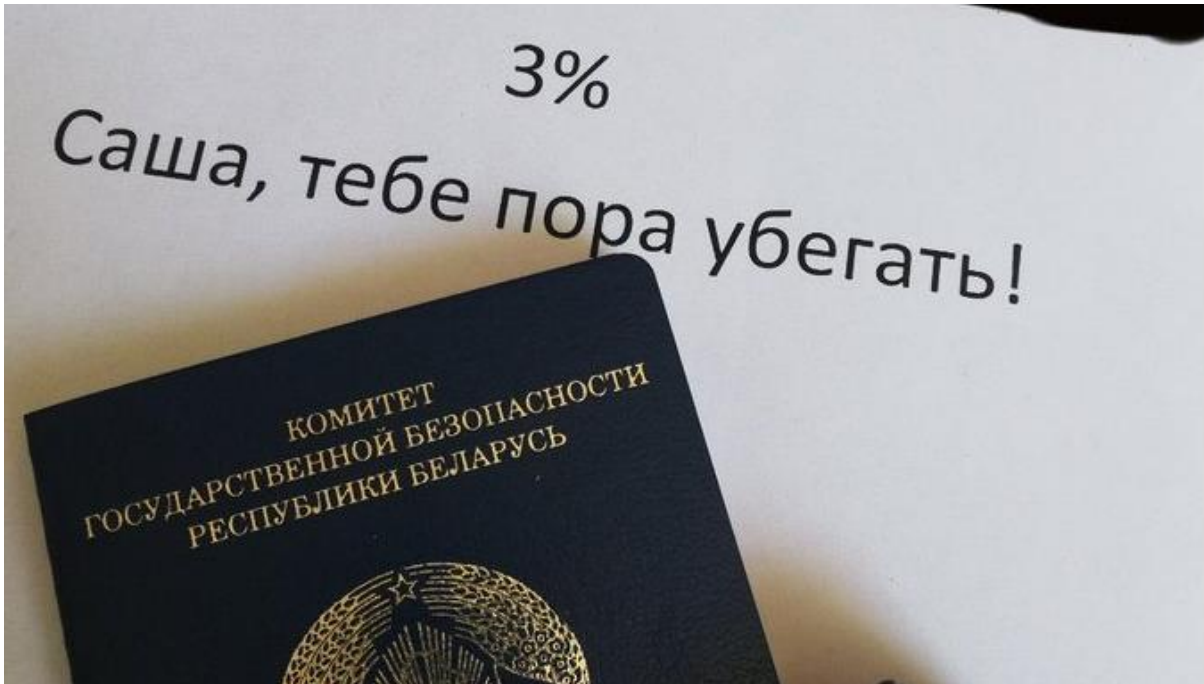 3%
Саша, тебе пора убегать!
КОМИТЕТ
ГОСУДАРСТВЕННОЙ БЕЗОПАСНОСТИ
РЕСПУБЛИКИ БЕЛАРУСЬ